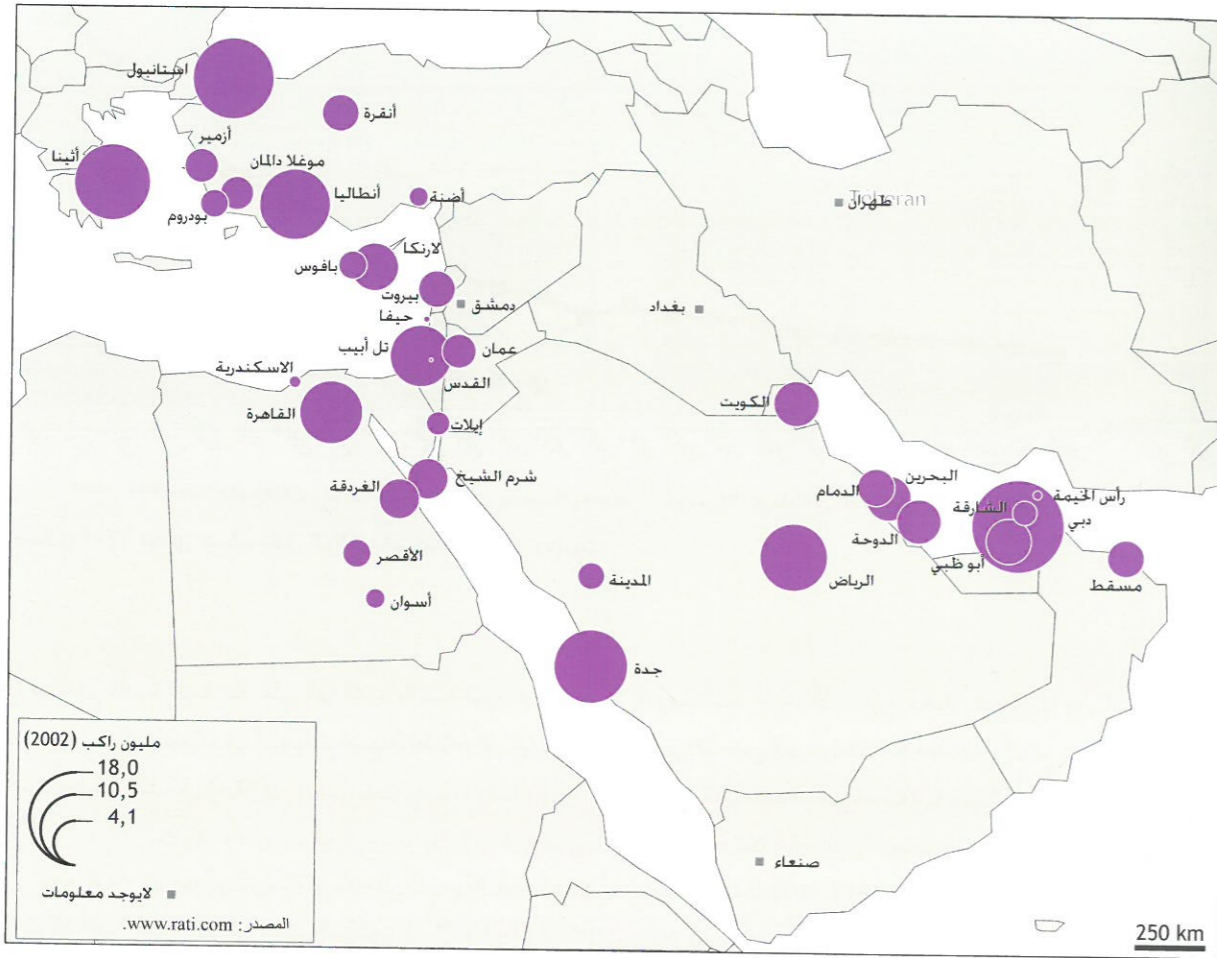 استانبول
أنقرة
أزمير
أثينا
موغلا دالمان
أنطاليا
أضنة
بودروم
Toheran
طهران
لارنكا
بافوس
بيروت
دمشق
بغداد
حيفا
تل أبيب
عمان
الاسكندرية
القدس
القاهرة
إيلات
الكويت
شرم الشيخ
الغردقة
البحرين
الدمام
رأس الخيمة
الشارقة
دبي
الدوحة
أبو ظبي
الأقصر
المدينة
الرياض
مسقط
أسوان
جدة
صنعاء
مليون راكب (2002)
18,0
10,5
4,1
لايوجد معلومات
المصدر: www.rati.com.
250 km